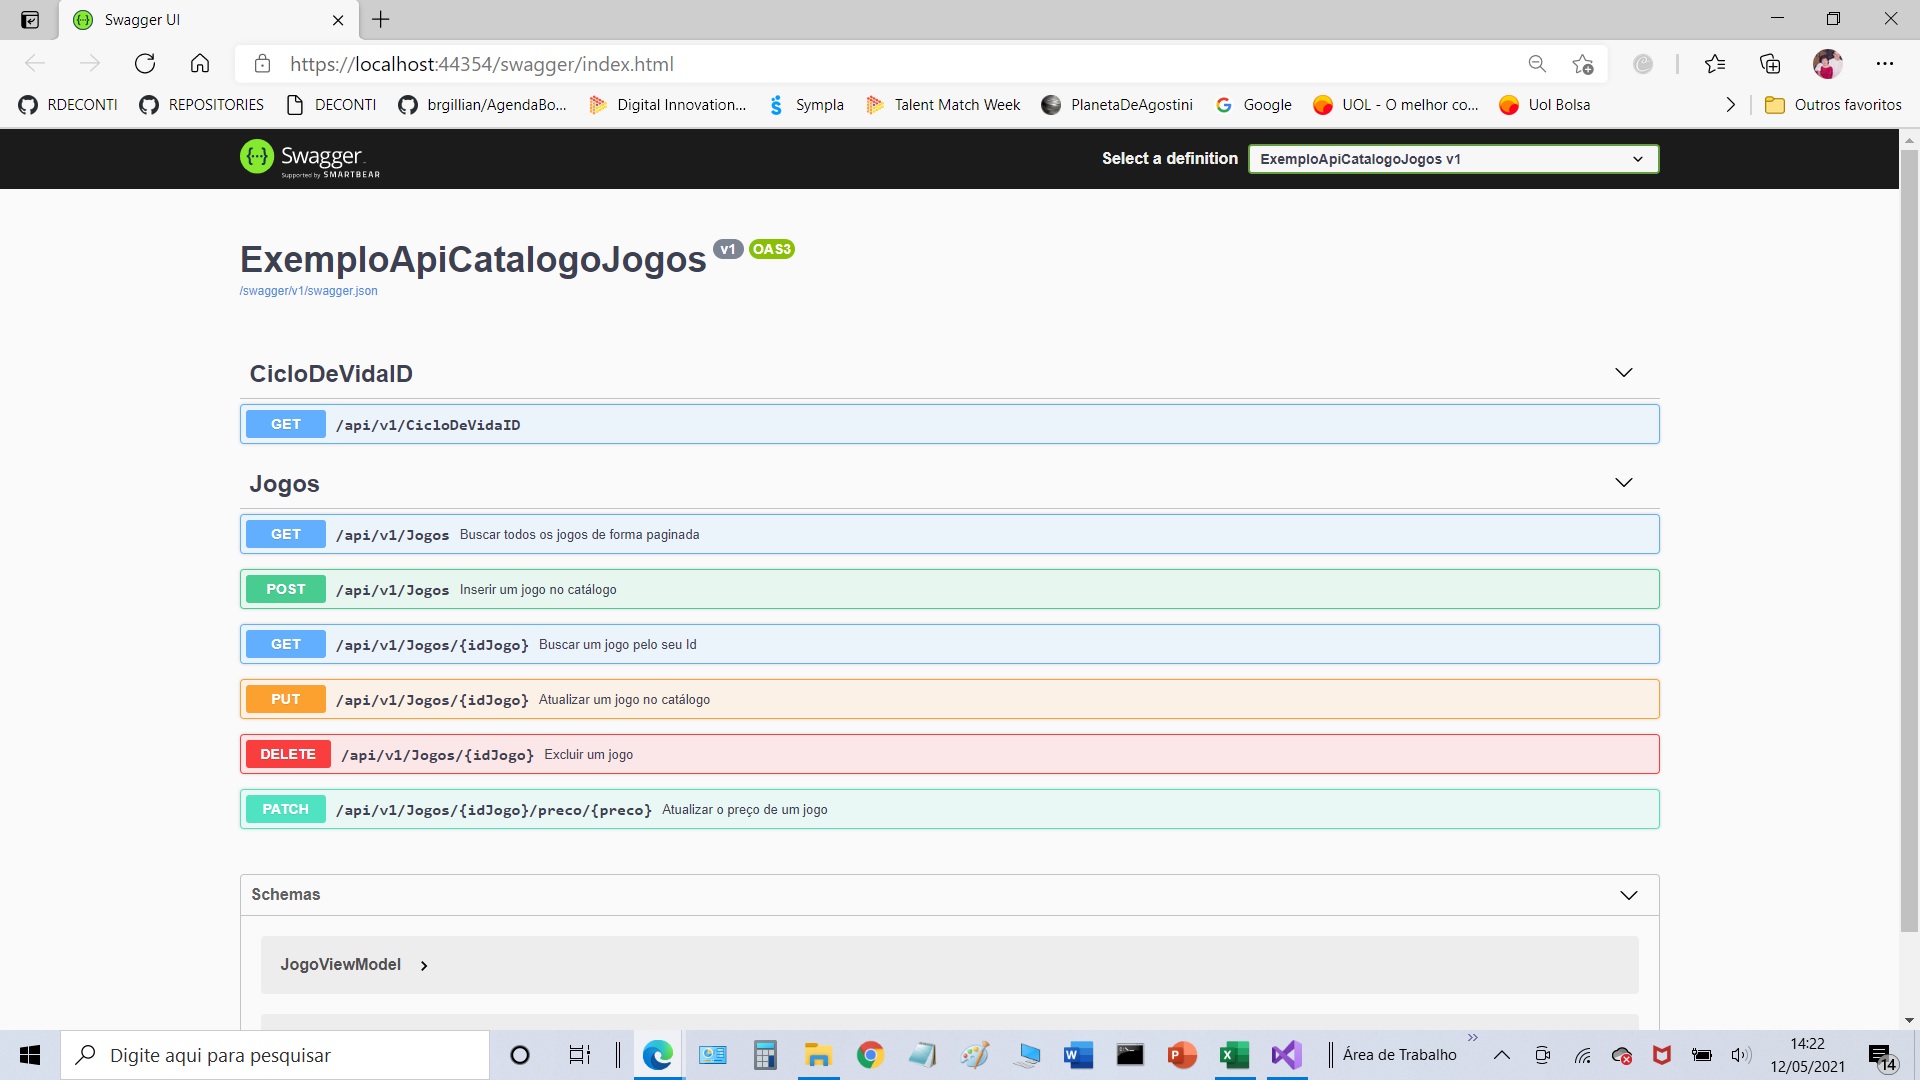 Swagger UI
https://localhost:44354/swagger/index.html
RDECONTI REPOSITORIES DECONTI brgillian/AgendaBo... Digital Innovation... Sympla Talent Match Week PlanetaDeAgostini Google UOL - O melhor co... Uol Bolsa Outros favoritos
Swagger
Supported by SMARTBEAR
Select a definition ExemploApiCatalogoJogos v1
ExemploApiCatalogoJogos v1 OAS3
/swagger/v1/swagger.json
CicloDeVidaID
GET /api/v1/CicloDeVidaID
Jogos
GET /api/v1/Jogos Buscar todos os jogos de forma paginada
POST /api/v1/Jogos Inserir um jogo no catálogo
GET /api/v1/Jogos/{idJogo} Buscar um jogo pelo seu Id
PUT /api/v1/Jogos/{idJogo} Atualizar um jogo no catálogo
DELETE /api/v1/Jogos/{idJogo} Excluir um jogo
PATCH /api/v1/Jogos/{idJogo}/preco/{preco} Atualizar o preço de um jogo
Schemas
JogoViewModel
Digite aqui para pesquisar
Área de Trabalho
14:22
12/05/2021
14